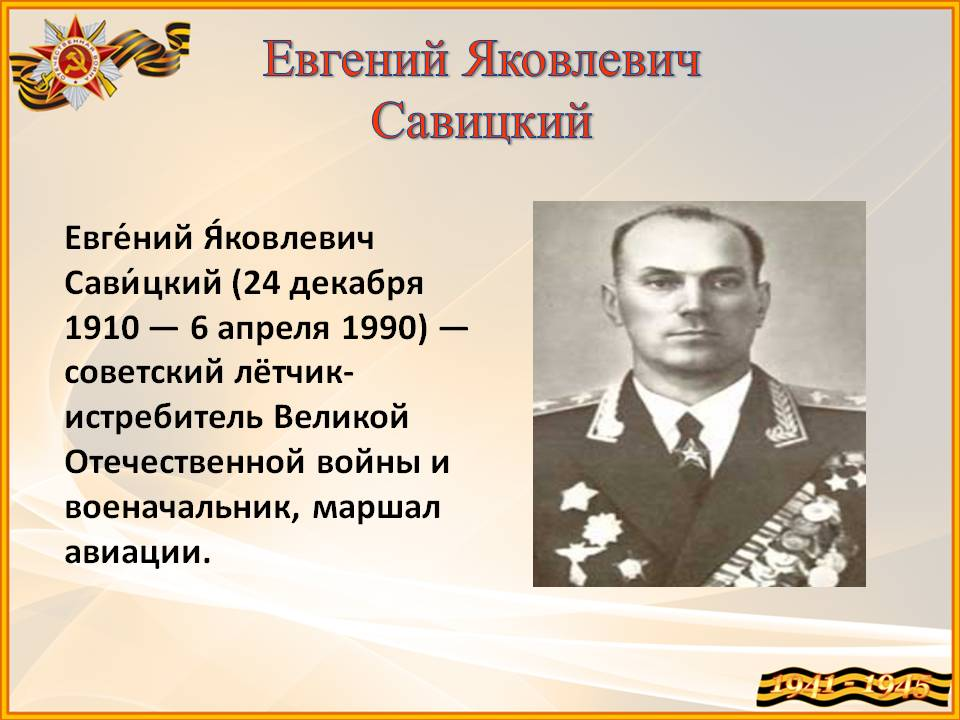 Евгений Яковлевич
Савицкий
Евге́ний Я́ковлевич
Сави́цкий (24 декабря
1910 — 6 апреля 1990) —
советский лётчик-
истребитель Великой
Отечественной войны и
военачальник, маршал
авиации.
1941 - 1945